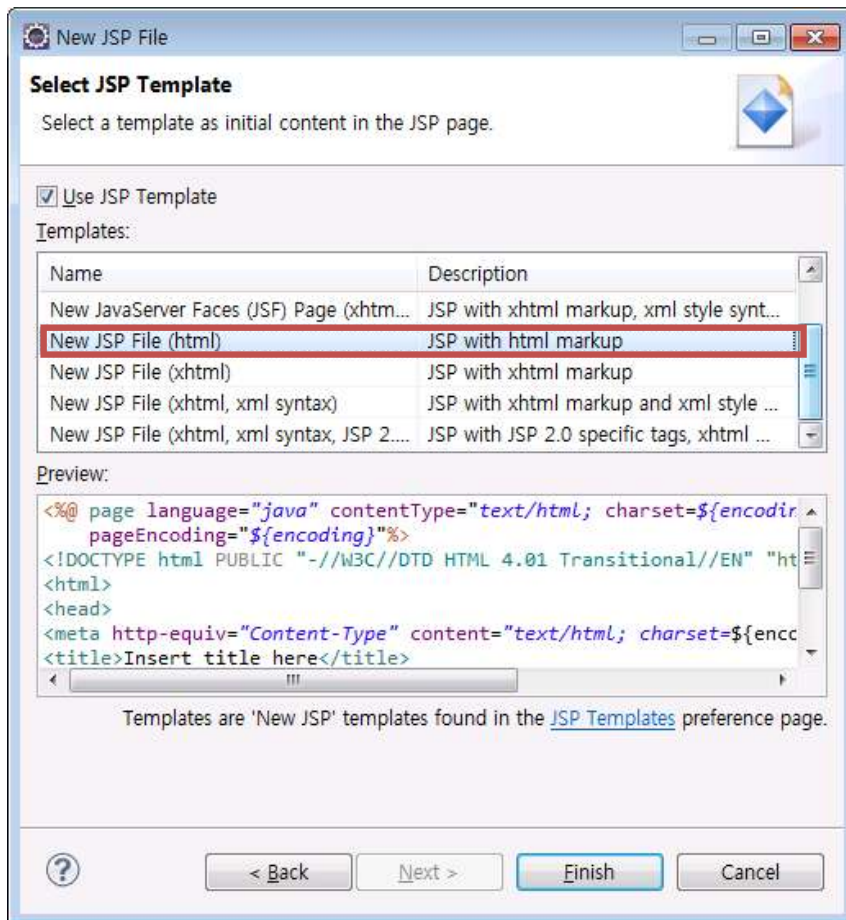 New JSP File
Select JSP Template
Select a template as initial content in the JSP page.
Use JSP Template
Templates:
Name Description
New JavaServer Faces (JSF) Page (xhtm... JSP with xhtml markup, xml style synt...
New JSP File (html) JSP with html markup
New JSP File (xhtml) JSP with xhtml markup
New JSP File (xhtml, xml syntax) JSP with xhtml markup and xml style ...
New JSP File (xhtml, xml syntax, JSP 2.... JSP with JSP 2.0 specific tags, xhtml ...
Preview:
<%@ page language="java" contentType="text/html; charset=${encodin
pageEncoding="${encoding}"%>
<!DOCTYPE html PUBLIC "-//W3C//DTD HTML 4.01 Transitional//EN" "ht
<html>
<head>
<meta http-equiv="Content-Type" content="text/html; charset=${enco
<title>Insert title here</title>
Templates are 'New JSP' templates found in the JSP Templates preference page.
? < Back Next > Finish Cancel